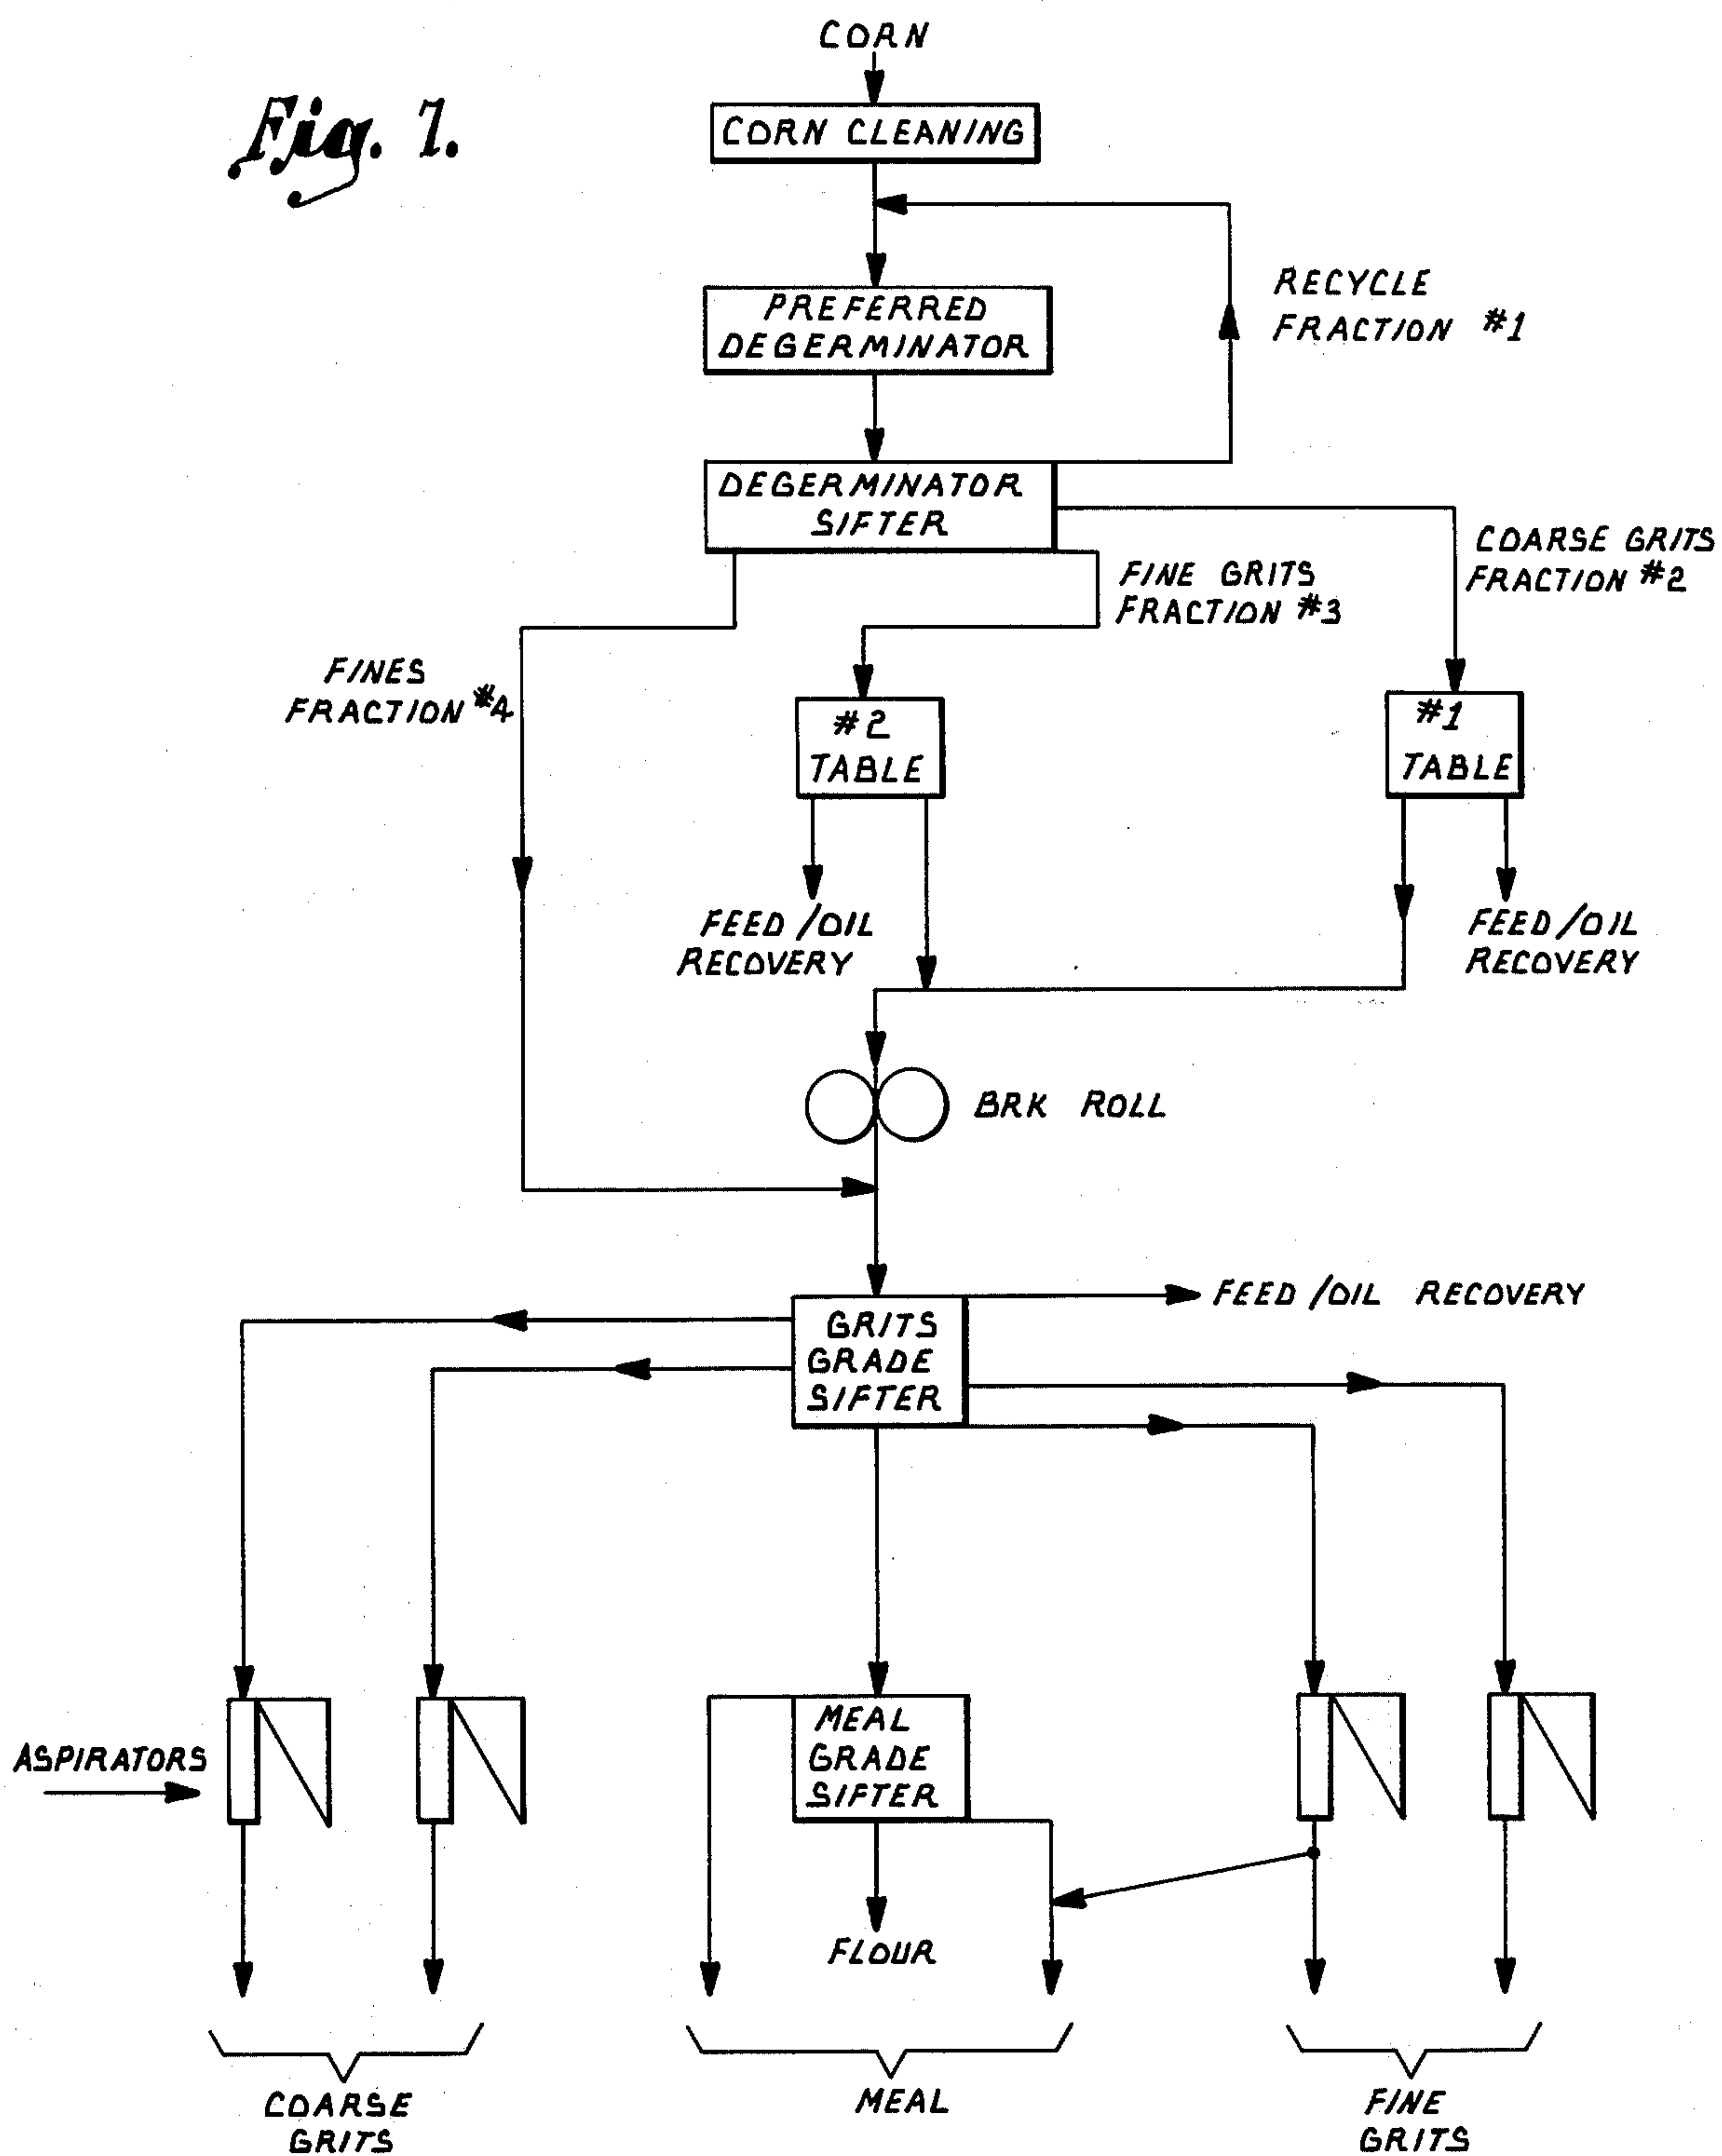 Fig. 7.
CORN
CORN CLEANING
PREFERRED
DEGERMINATOR
RECYCLE
FRACTION #1
DEGERMINATOR
SIFTER
COARSE GRITS
FRACTION #2
FINE GRITS
FRACTION #3
FINES
FRACTION #4
#2
TABLE
#1
TABLE
FEED/OIL
RECOVERY
FEED/OIL
RECOVERY
BRK ROLL
FEED/OIL RECOVERY
GRITS
GRADE
SIFTER
ASPIRATORS
MEAL
GRADE
SIFTER
FLOUR
COARSE
GRITS
MEAL
FINE
GRITS